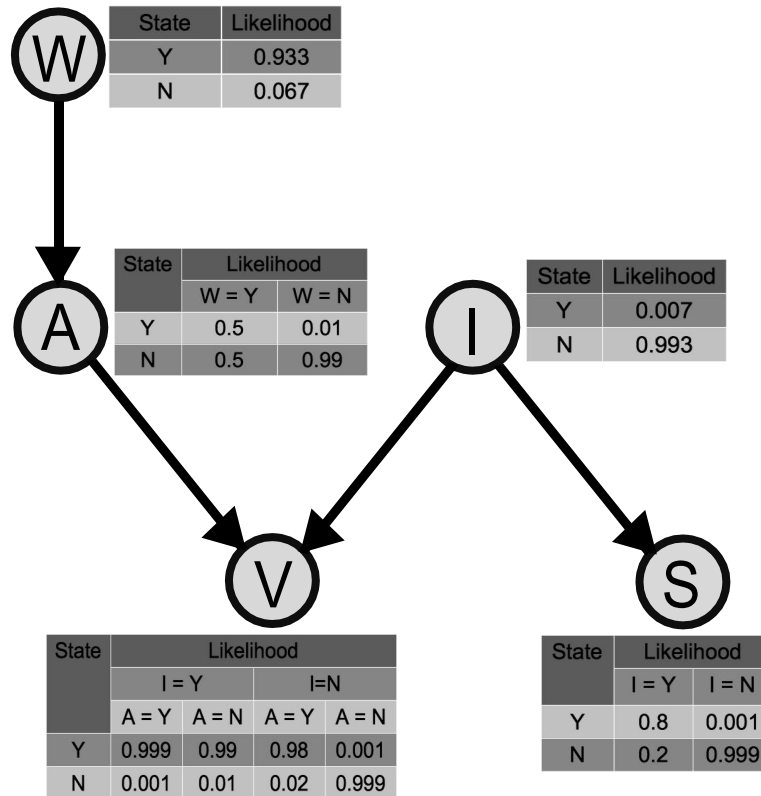 W
State Likelihood
Y 0.933
N 0.067
A
State Likelihood
W = Y W = N
Y 0.5 0.01
N 0.5 0.99
I
State Likelihood
Y 0.007
N 0.993
V
State Likelihood
I = Y I=N
A = Y A = N A = Y A = N
Y 0.999 0.99 0.98 0.001
N 0.001 0.01 0.02 0.999
S
State Likelihood
I = Y I = N
Y 0.8 0.001
N 0.2 0.999